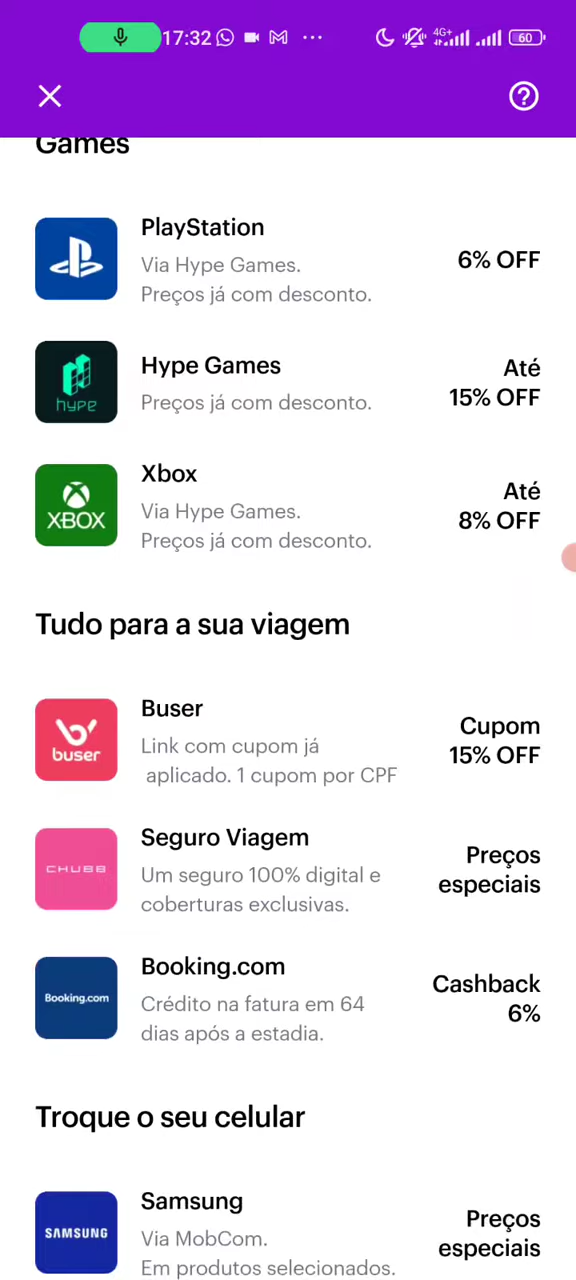 17:32
4G+
60
Games
PlayStation
Via Hype Games.
Preços já com desconto.
6% OFF
hype
Hype Games
Preços já com desconto.
Até
15% OFF
XBOX
Xbox
Via Hype Games.
Preços já com desconto.
Até
8% OFF
Tudo para a sua viagem
buser
Buser
Link com cupom já
aplicado. 1 cupom por CPF
Cupom
15% OFF
CHUBB
Seguro Viagem
Um seguro 100% digital e
coberturas exclusivas.
Preços
especiais
Booking.com
Booking.com
Crédito na fatura em 64
dias após a estadia.
Cashback
6%
Troque o seu celular
SAMSUNG
Samsung
Via MobCom.
Em produtos selecionados.
Preços
especiais